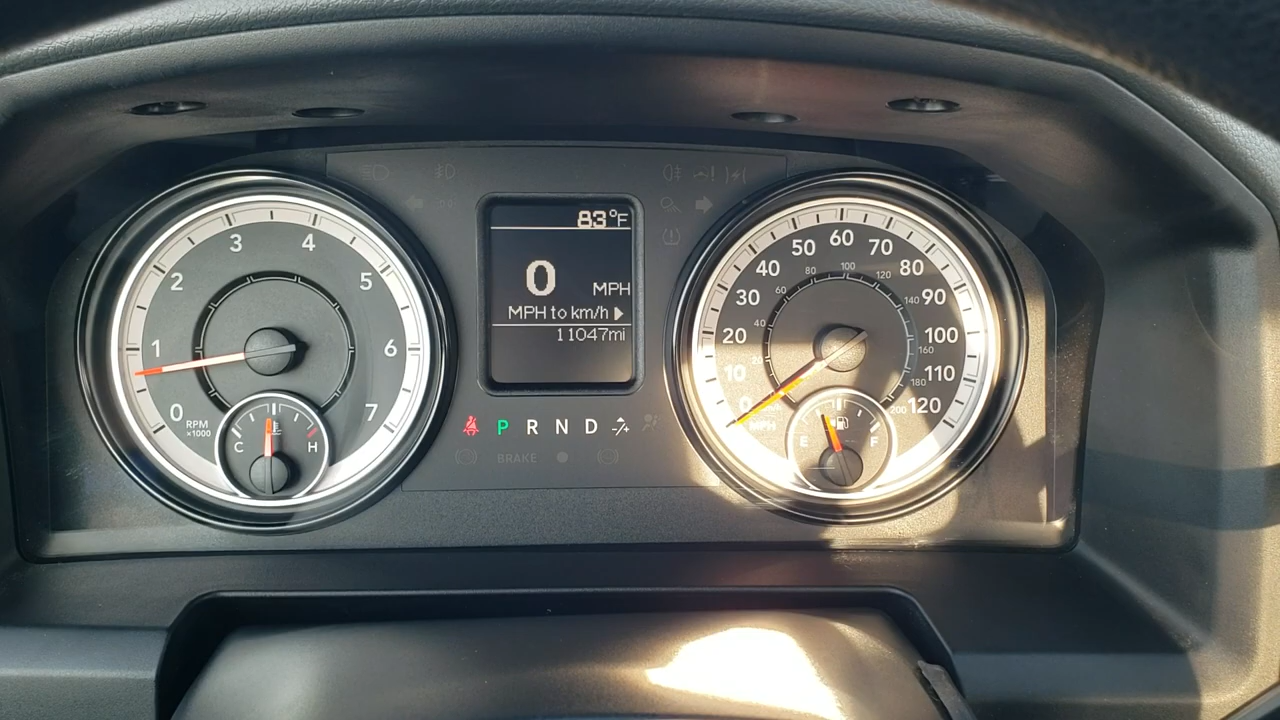 83°F
0 MPH
MPH to km/h
11047mi
P R N D
BRAKE
0 1 2 3 4 5 6 7
RPM
x1000
C H
0 10 20 30 40 50 60 70 80 90 100 110 120
MPH
20 40 60 80 100 120 140 160 180 200
E F